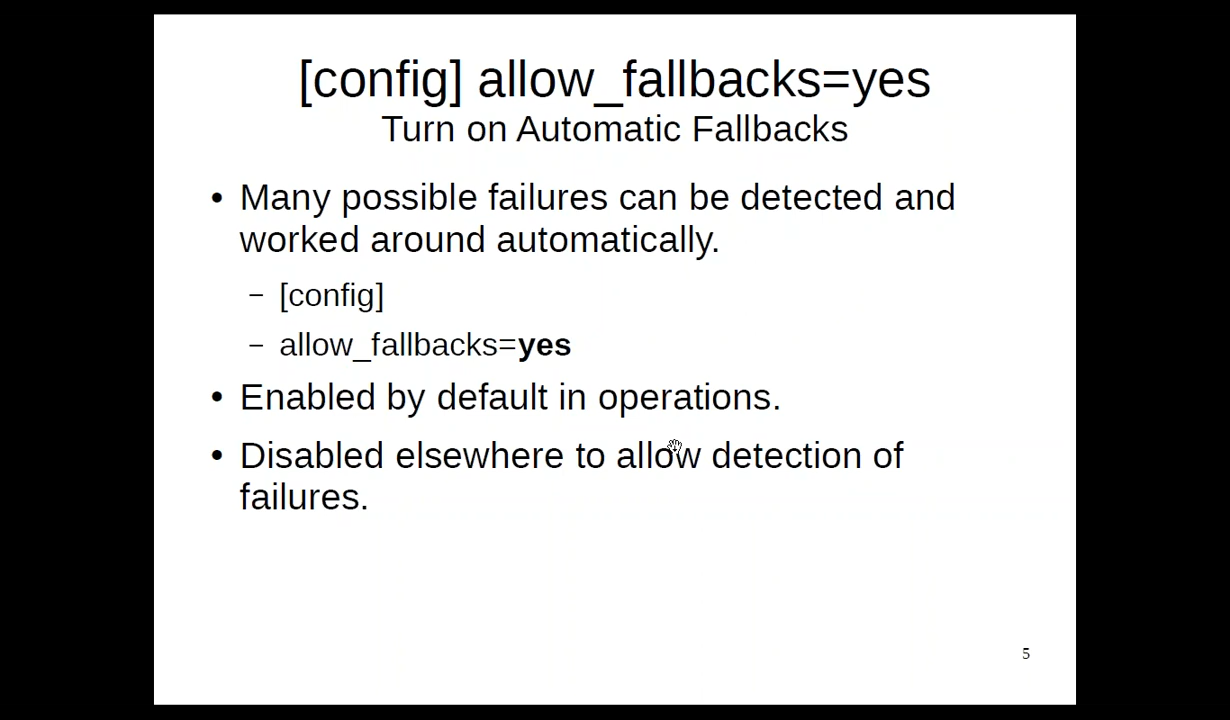 [config] allow_fallbacks=yes
Turn on Automatic Fallbacks
• Many possible failures can be detected and
worked around automatically.
– [config]
– allow_fallbacks=yes
• Enabled by default in operations.
• Disabled elsewhere to allow detection of
failures.
5